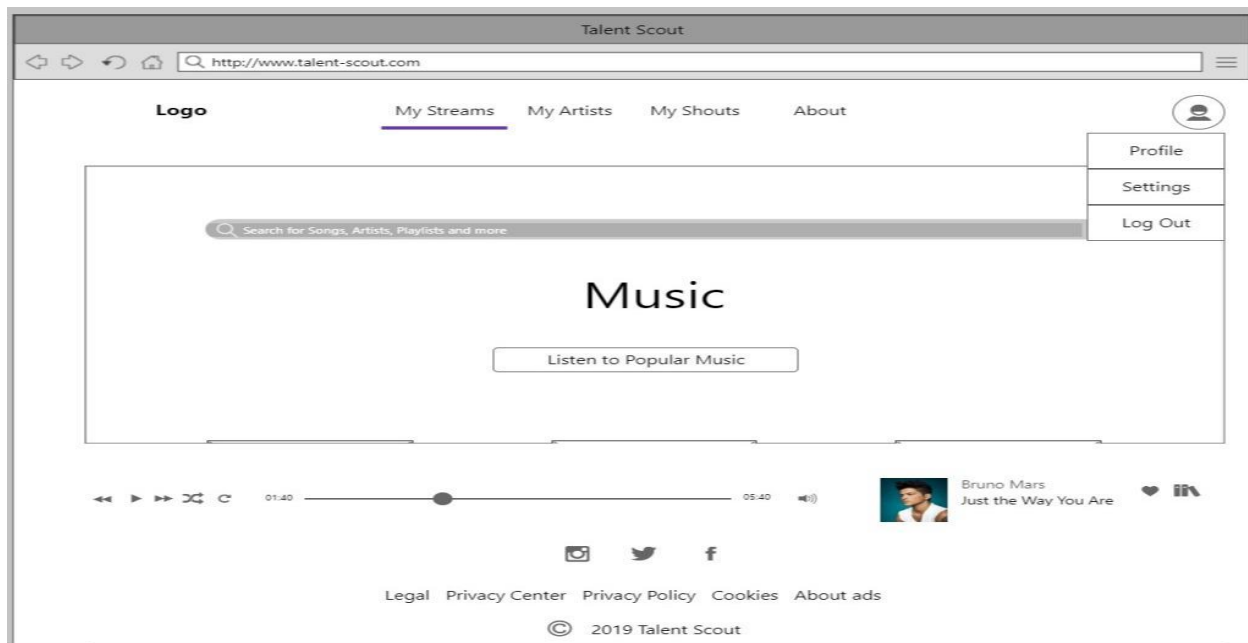 Talent Scout
http://www.talent-scout.com
Logo My Streams My Artists My Shouts About
Profile
Settings
Log Out
Search for Songs, Artists, Playlists and more
Music
Listen to Popular Music
01:40 05:40
Bruno Mars
Just the Way You Are
Legal Privacy Center Privacy Policy Cookies About ads
© 2019 Talent Scout